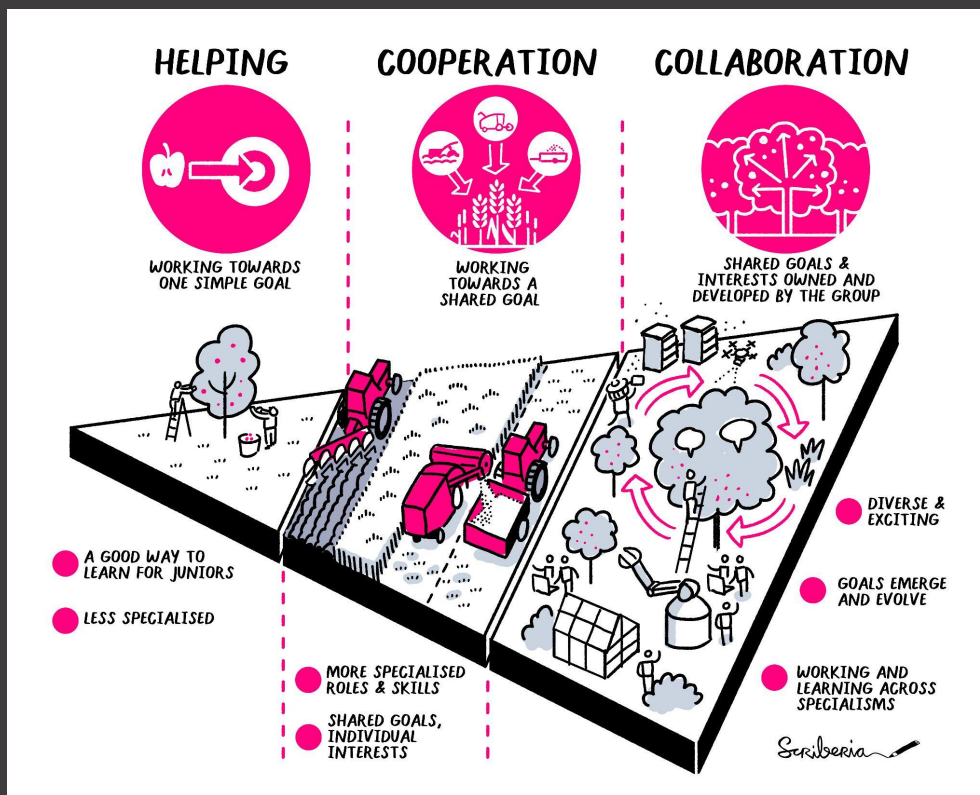 HELPING
WORKING TOWARDS
ONE SIMPLE GOAL
COOPERATION
WORKING
TOWARDS A
SHARED GOAL
COLLABORATION
SHARED GOALS &
INTERESTS OWNED AND
DEVELOPED BY THE GROUP
A GOOD WAY TO
LEARN FOR JUNIORS
LESS SPECIALISED
MORE SPECIALISED
ROLES & SKILLS
SHARED GOALS,
INDIVIDUAL
INTERESTS
DIVERSE &
EXCITING
GOALS EMERGE
AND EVOLVE
WORKING AND
LEARNING ACROSS
SPECIALISMS
Scriberia